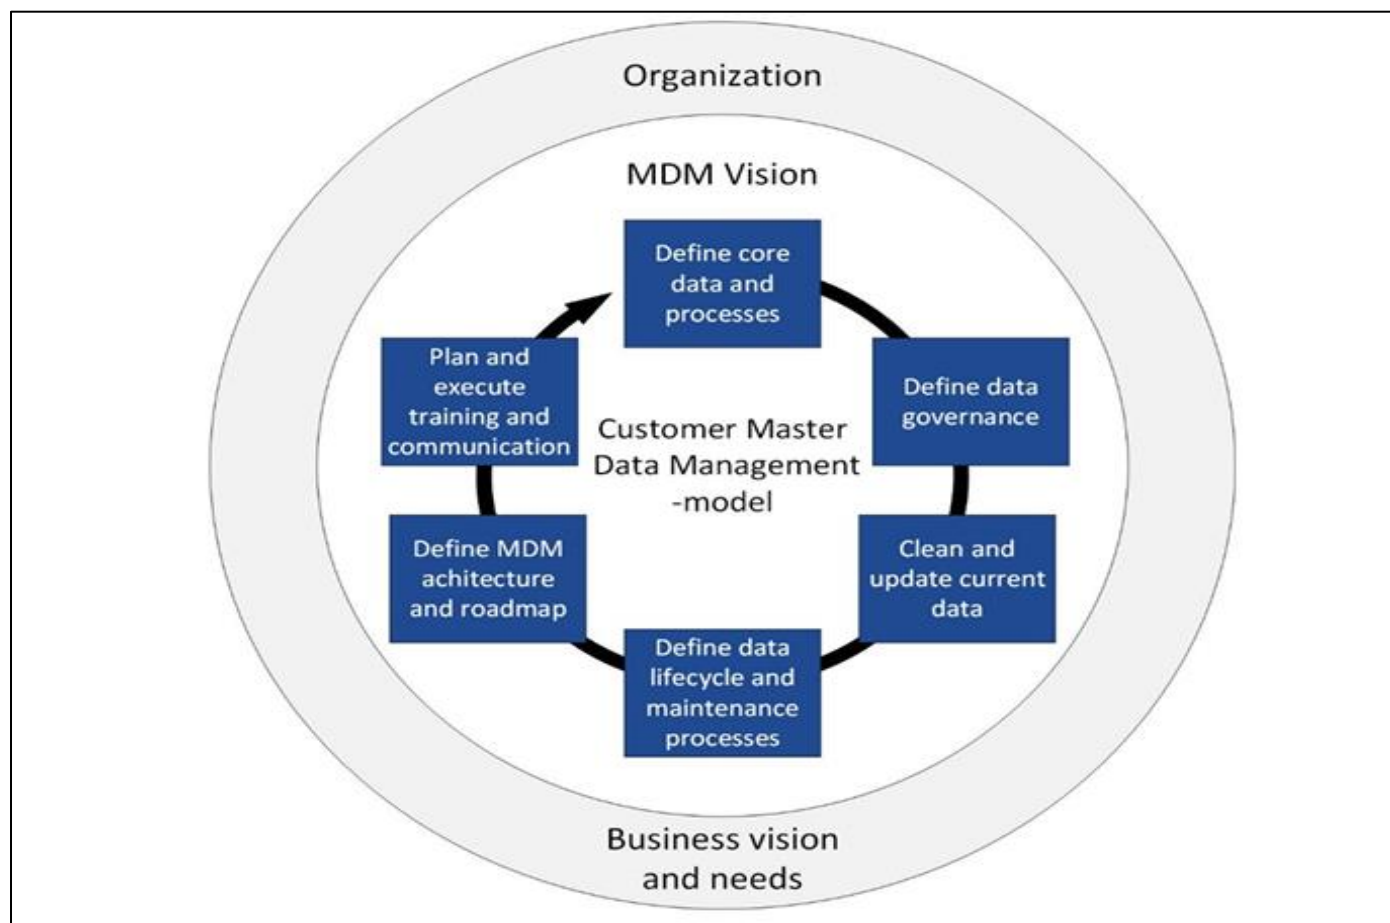 Organization
MDM Vision
Define core
data and
processes
Define data
governance
Clean and
update current
data
Define data
lifecycle and
maintenance
processes
Define MDM
achitecture
and roadmap
Plan and
execute
training and
communication
Customer Master
Data Management
-model
Business vision
and needs